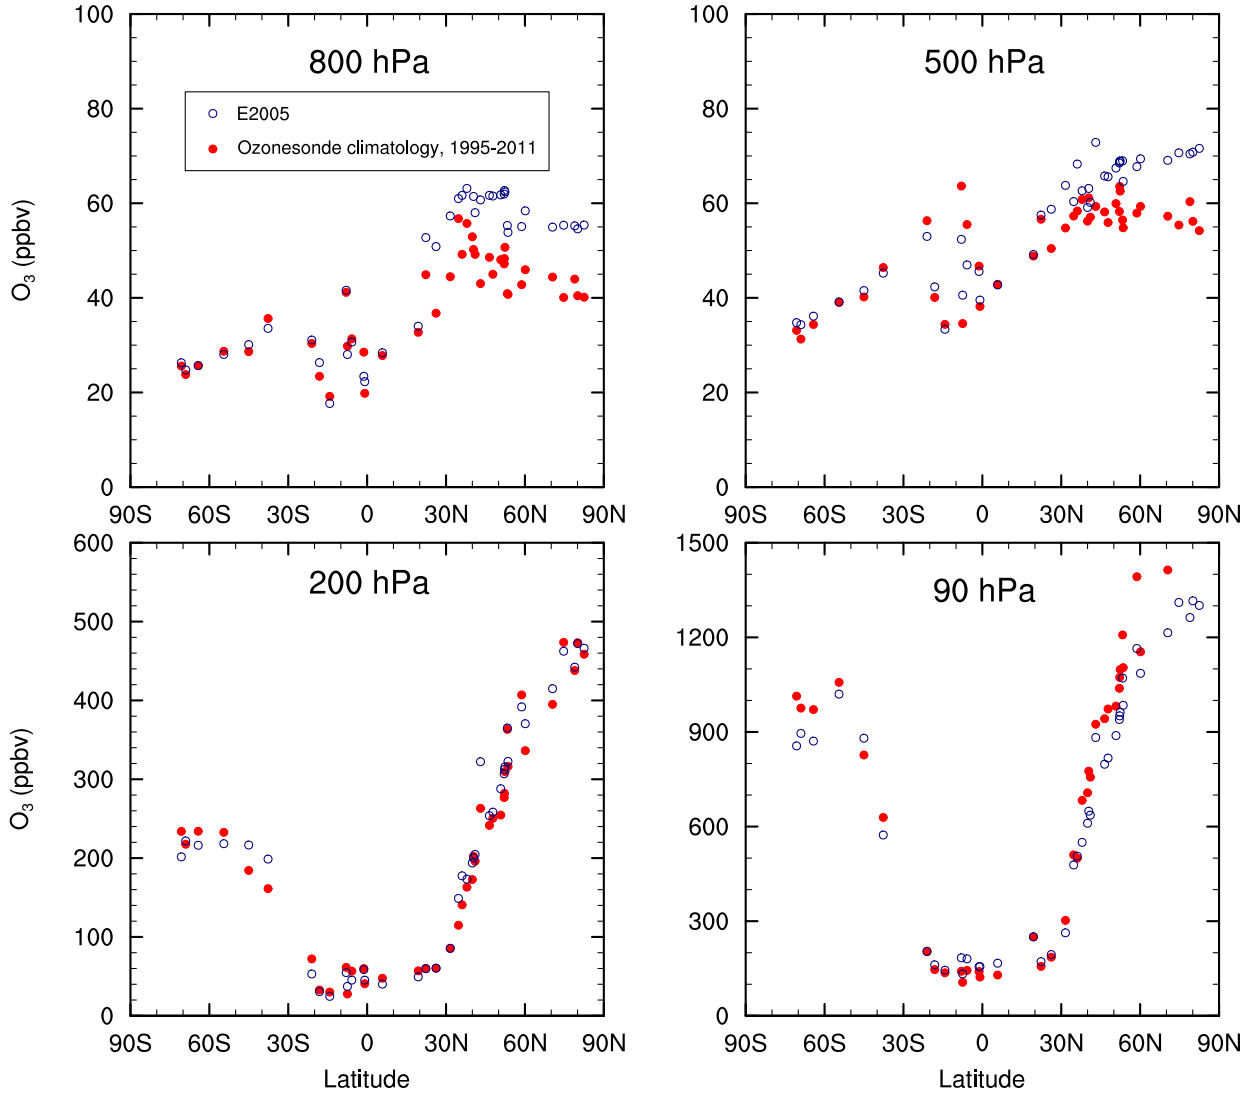 800 hPa
E2005
Ozonesonde climatology, 1995-2011
O3 (ppbv)
100
80
60
40
20
0
90S 60S 30S 0 30N 60N 90N
500 hPa
100
80
60
40
20
0
90S 60S 30S 0 30N 60N 90N
200 hPa
O3 (ppbv)
600
500
400
300
200
100
0
90S 60S 30S 0 30N 60N 90N
Latitude
90 hPa
1500
1200
900
600
300
0
90S 60S 30S 0 30N 60N 90N
Latitude